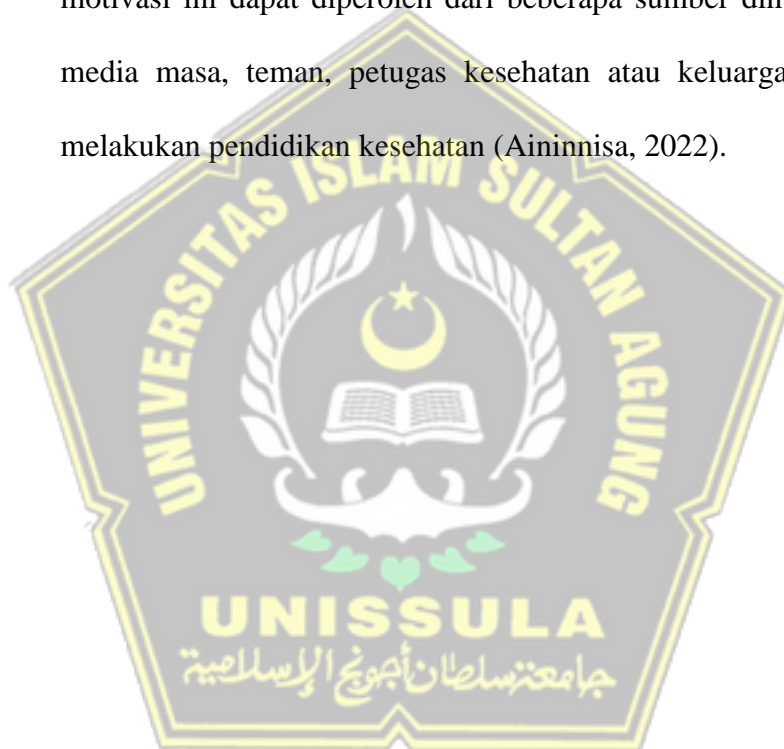 motivasi ini dapat diperoleh dari beberapa sumber
media masa, teman, petugas kesehatan atau keluarga
melakukan pendidikan kesehatan (Aininnisa, 2022).
UNIVERSITAS ISLAM SULTAN AGUNG
UNISSULA
جامعة سلطان أجونج الإسلامية